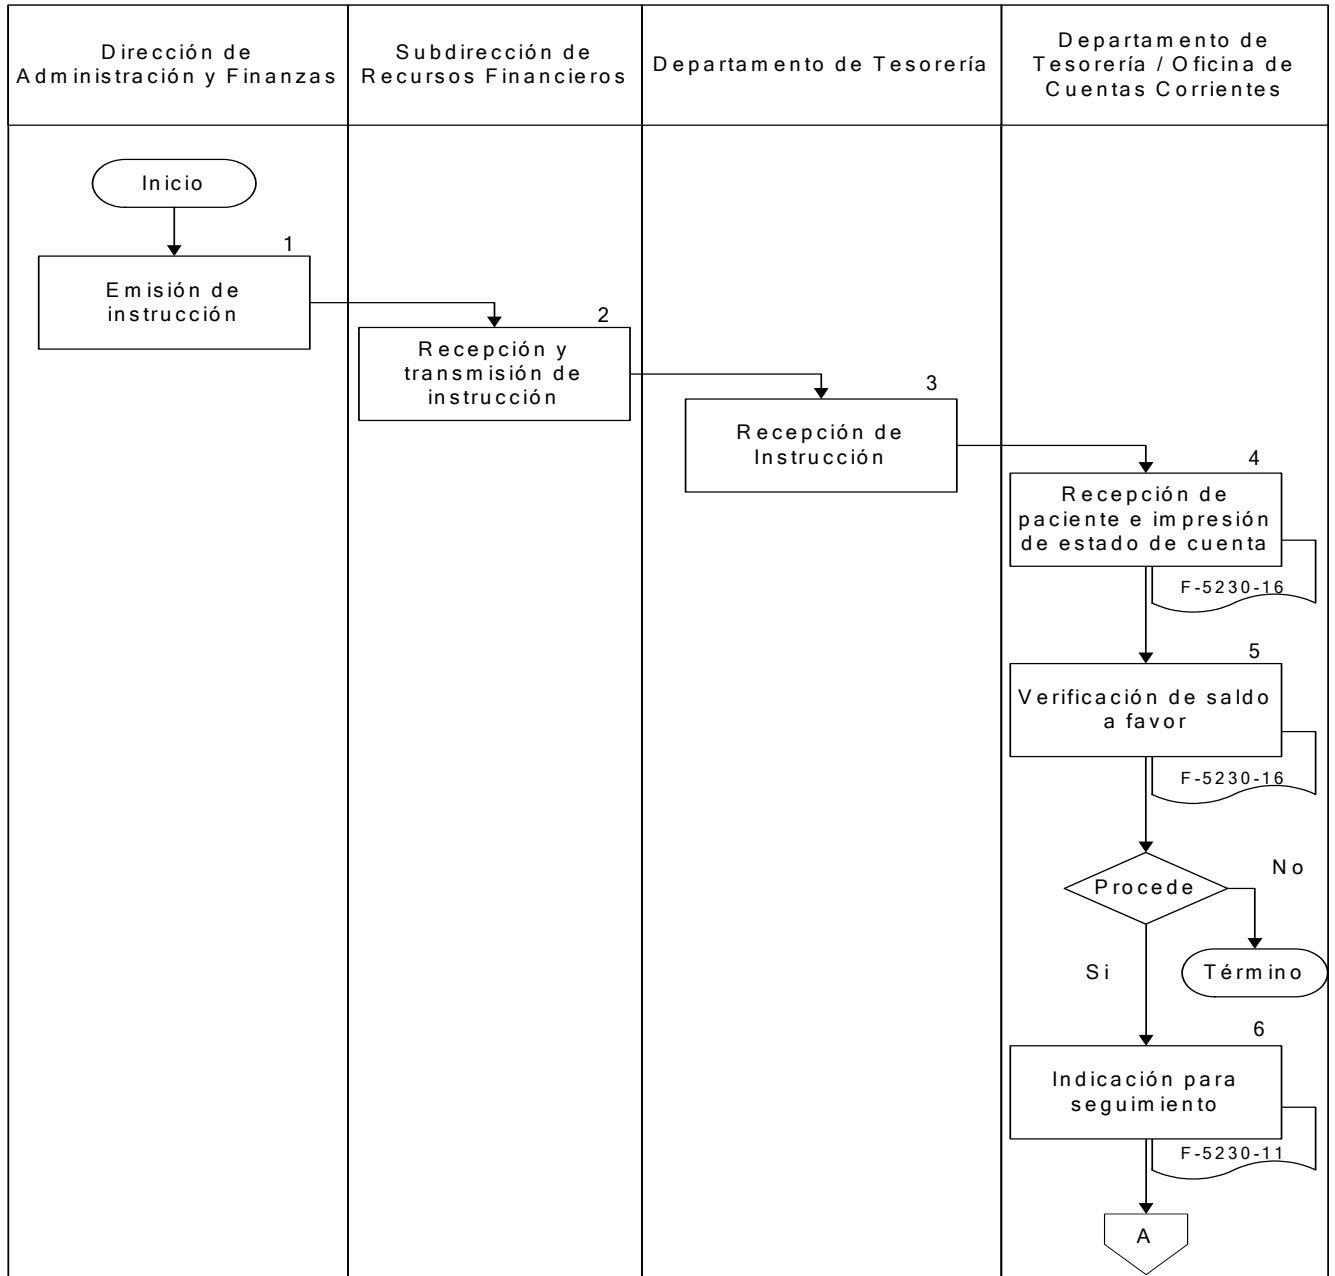 Dirección de
Administración y Finanzas
Subdirección de
Recursos Financieros
Departamento de Tesorería
Departamento de
Tesorería / Oficina de
Cuentas Corrientes
Inicio
1
Emisión de
instrucción
2
Recepción y
transmisión de
instrucción
3
Recepción de
Instrucción
4
Recepción de
paciente e impresión
de estado de cuenta
F-5230-16
5
Verificación de saldo
a favor
F-5230-16
Procede
No
Si
Término
6
Indicación para
seguimiento
F-5230-11
A